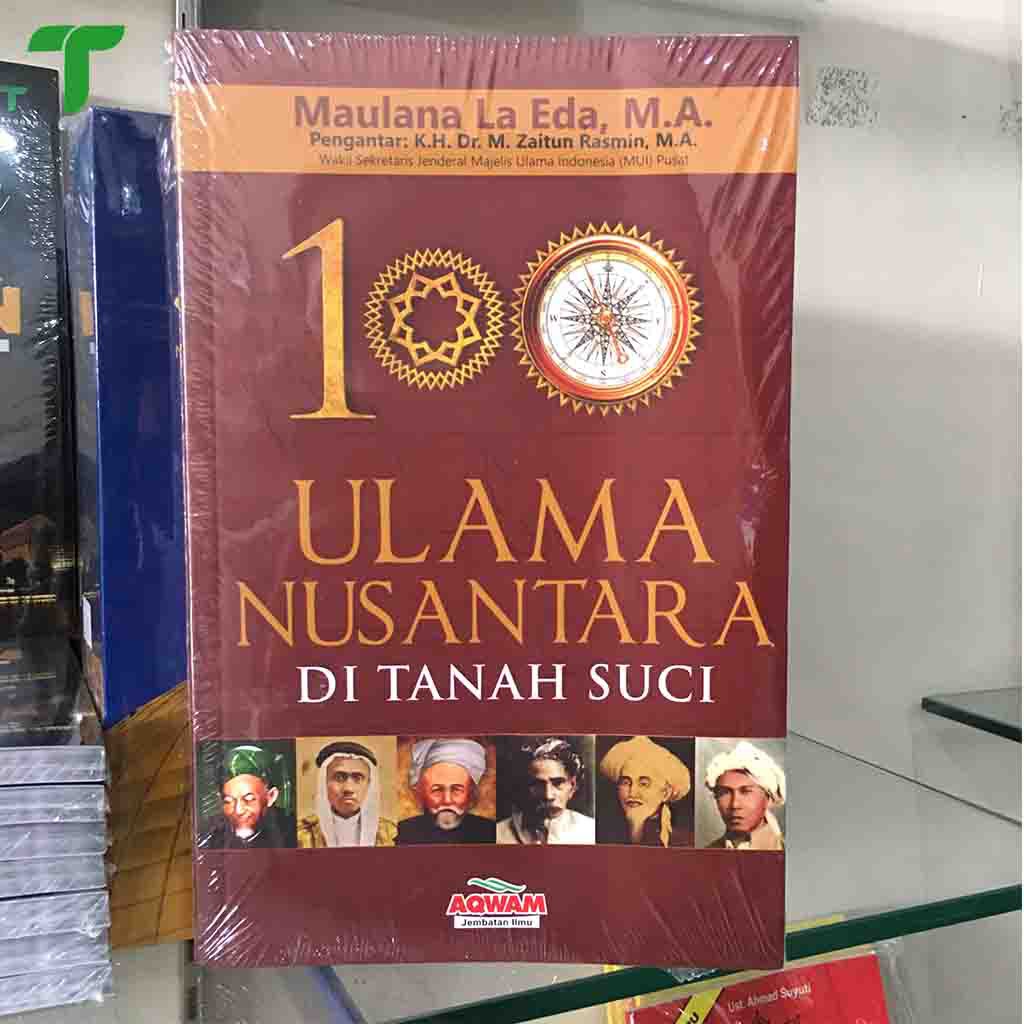 Maulana La Eda, M.A.
Pengantar: K.H. Dr. M. Zaitun Rasmin, M.A.
Wakil Sekretaris Jenderal Majelis Ulama Indonesia (MUI) Pusat
100
ULAMA
NUSANTARA
DI TANAH SUCI
AQWAM
Jembatan Ilmu
Ust. Ahmad Suyuti